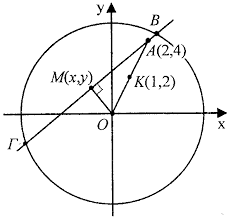 y
B
A(2,4)
M(x,y)
K(1,2)
O
x
Γ